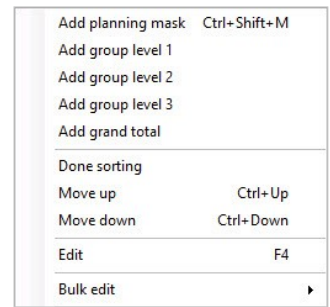 Add planning mask Ctrl+Shift+M
Add group level 1
Add group level 2
Add group level 3
Add grand total
Done sorting
Move up Ctrl+Up
Move down Ctrl+Down
Edit F4
Bulk edit